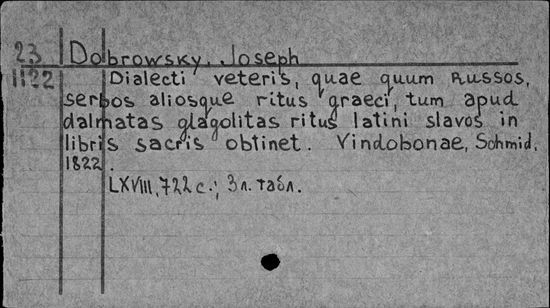 23 Dobrowsky, Joseph
1122 Dialecti veteris, quae quum Russos,
serbos aliosque ritus graeci, tum apud
dalmatas glagolitas ritus latini slavos in
libris sacris obtinet. Vindobonae, Schmid,
1822.
LXVIII, 722 с.; 3 л. табл.